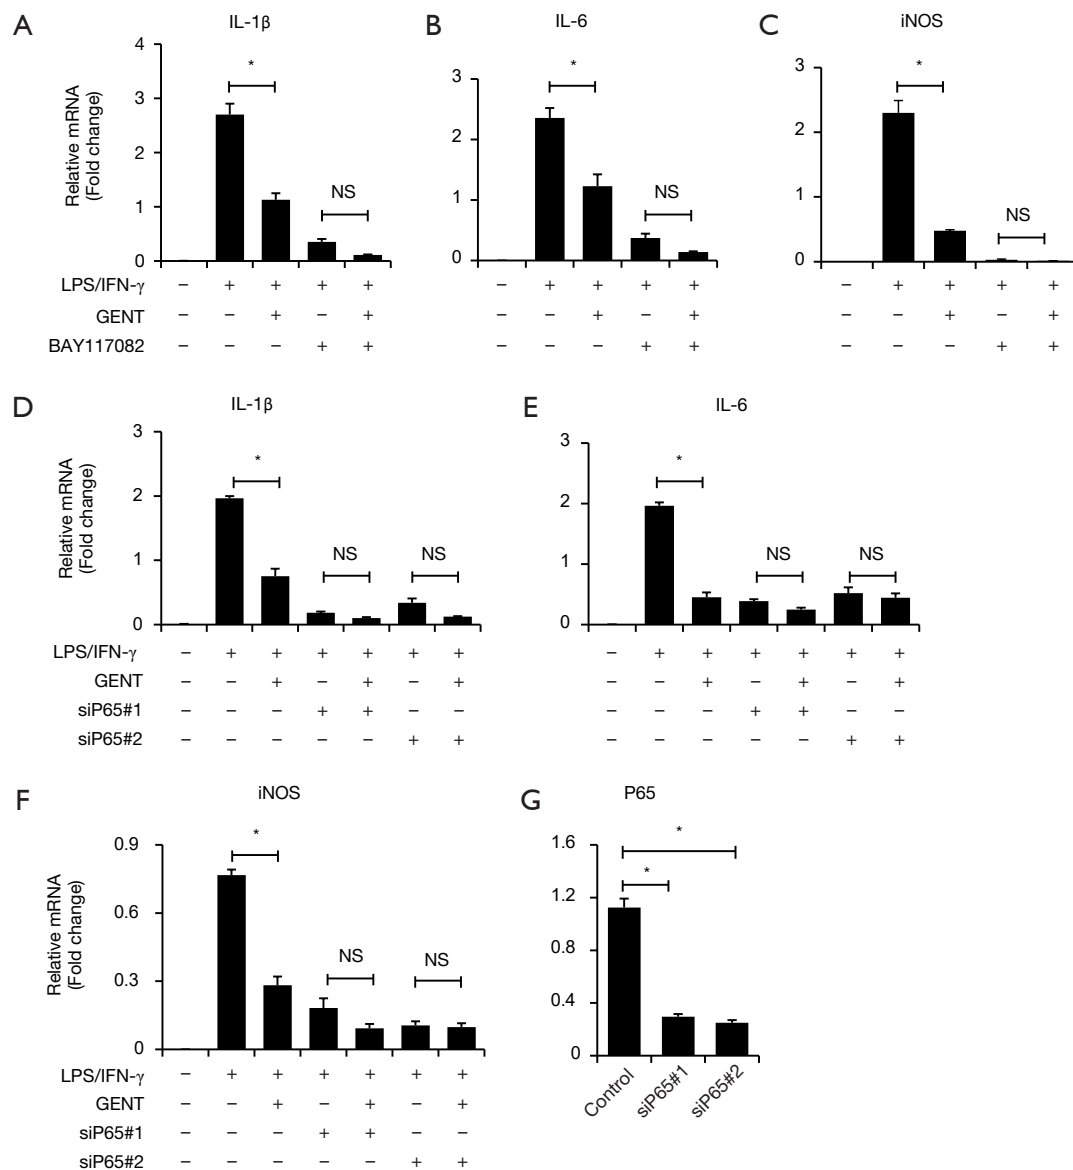 A
IL-1β
Relative mRNA
(Fold change)
4
3
2
1
0
*
NS
LPS/IFN-γ – + + + +
GENT – – + – +
BAY117082 – – – + +
B
IL-6
3
2
1
0
*
NS
– + + + +
– – + – +
– – – + +
C
iNOS
3
2
1
0
*
NS
– + + + +
– – + – +
– – – + +
D
IL-1β
Relative mRNA
(Fold change)
3
2
1
0
*
NS
NS
LPS/IFN-γ – + + + + + +
GENT – – + – + – +
siP65#1 – – – + + – –
siP65#2 – – – – – + +
E
IL-6
3
2
1
0
*
NS
NS
– + + + + + +
– – + – + – +
– – – + + – –
– – – – – + +
F
iNOS
Relative mRNA
(Fold change)
0.9
0.6
0.3
0
*
NS
NS
LPS/IFN-γ – + + + + + +
GENT – – + – + – +
siP65#1 – – – + + – –
siP65#2 – – – – – + +
G
P65
1.6
1.2
0.8
0.4
0
*
*
Control
siP65#1
siP65#2